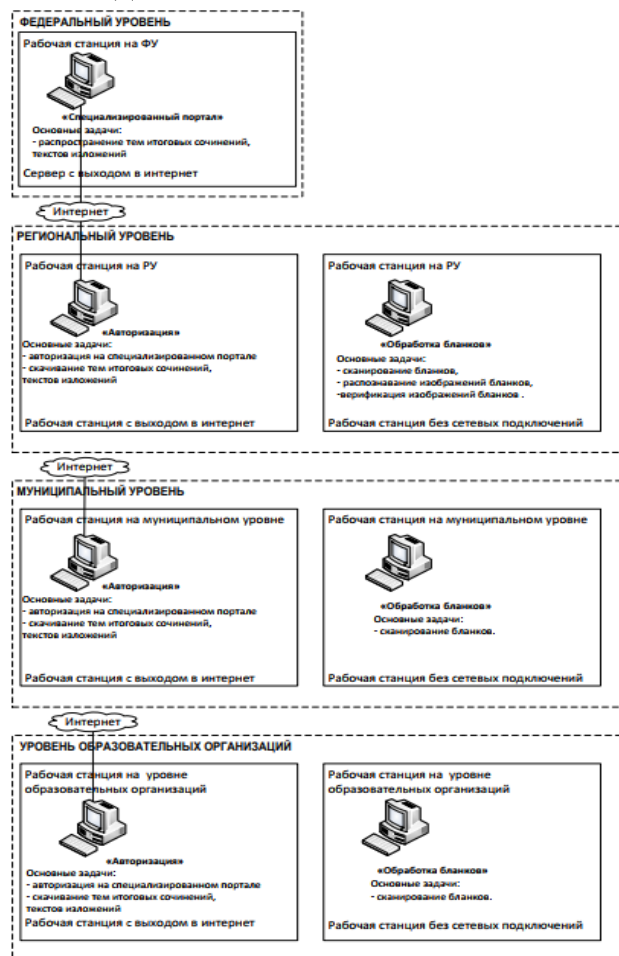 ФЕДЕРАЛЬНЫЙ УРОВЕНЬ
Рабочая станция на ФУ
«Специализированный портал»
Основные задачи:
- распространение тем итоговых сочинений,
текстов изложений
Сервер с выходом в интернет
Интернет
РЕГИОНАЛЬНЫЙ УРОВЕНЬ
Рабочая станция на РУ
«Авторизация»
Основные задачи:
- авторизация на специализированном портале
- скачивание тем итоговых сочинений,
текстов изложений
Рабочая станция с выходом в интернет
Рабочая станция на РУ
«Обработка бланков»
Основные задачи:
- сканирование бланков,
- распознавание изображений бланков,
-верификация изображений бланков .
Рабочая станция без сетевых подключений
Интернет
МУНИЦИПАЛЬНЫЙ УРОВЕНЬ
Рабочая станция на муниципальном уровне
«Авторизация»
Основные задачи:
- авторизация на специализированном портале
- скачивание тем итоговых сочинений,
текстов изложений
Рабочая станция с выходом в интернет
Рабочая станция на муниципальном уровне
«Обработка бланков»
Основные задачи:
- сканирование бланков.
Рабочая станция без сетевых подключений
Интернет
УРОВЕНЬ ОБРАЗОВАТЕЛЬНЫХ ОРГАНИЗАЦИЙ
Рабочая станция на уровне
образовательных организаций
«Авторизация»
Основные задачи:
- авторизация на специализированном портале
- скачивание тем итоговых сочинений,
текстов изложений
Рабочая станция с выходом в интернет
Рабочая станция на уровне
образовательных организаций
«Обработка бланков»
Основные задачи:
- сканирование бланков.
Рабочая станция без сетевых подключений